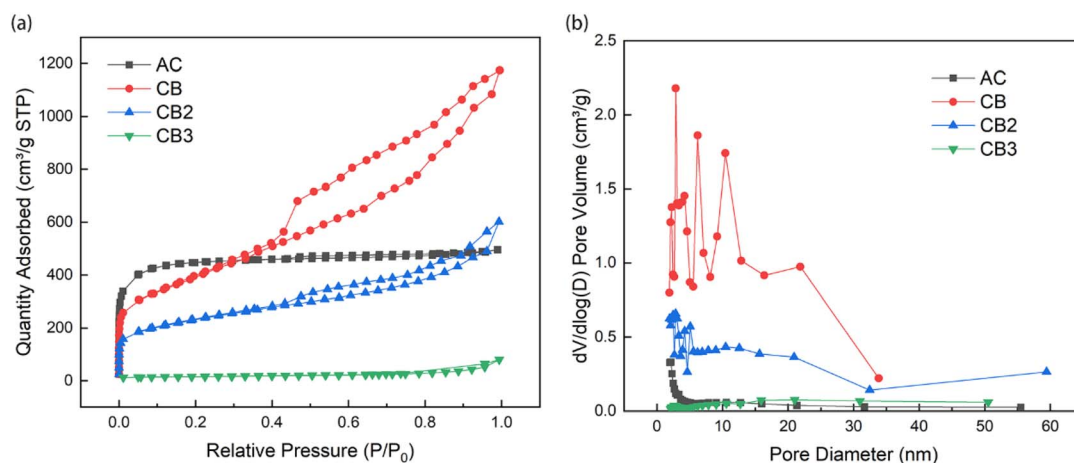 (a)
1200
1000
800
600
400
200
0
Quantity Adsorbed (cm³/g STP)
AC
CB
CB2
CB3
0.0 0.2 0.4 0.6 0.8 1.0
Relative Pressure (P/P₀)
(b)
2.5
2.0
1.5
1.0
0.5
0.0
dV/dlog(D) Pore Volume (cm³/g)
AC
CB
CB2
CB3
0 10 20 30 40 50 60
Pore Diameter (nm)